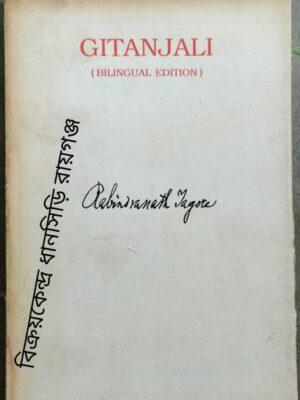 GITANJALI
( BILINGUAL EDITION )
Rabindranath Tagore
বিক্রয়কেন্দ্র ধানসিড়ি রায়গঞ্জ